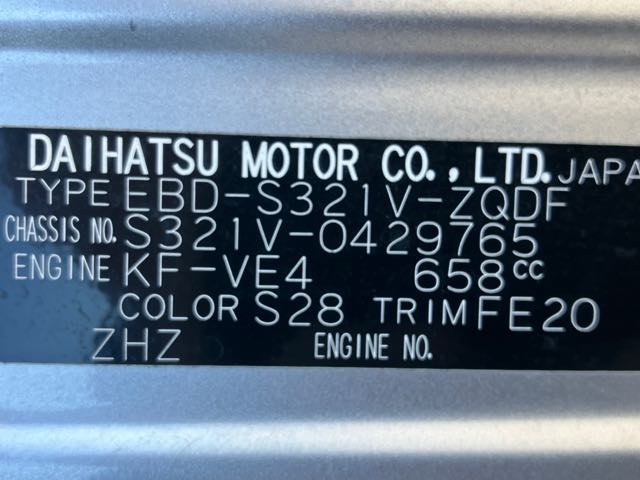 DAIHATSU MOTOR CO., LTD. JAPA
TYPE EBD-S321V-ZQDF
CHASSIS NO. S321V-0429765
ENGINE KF-VE4 658cc
COLOR S28 TRIM FE20
ZHZ ENGINE NO.